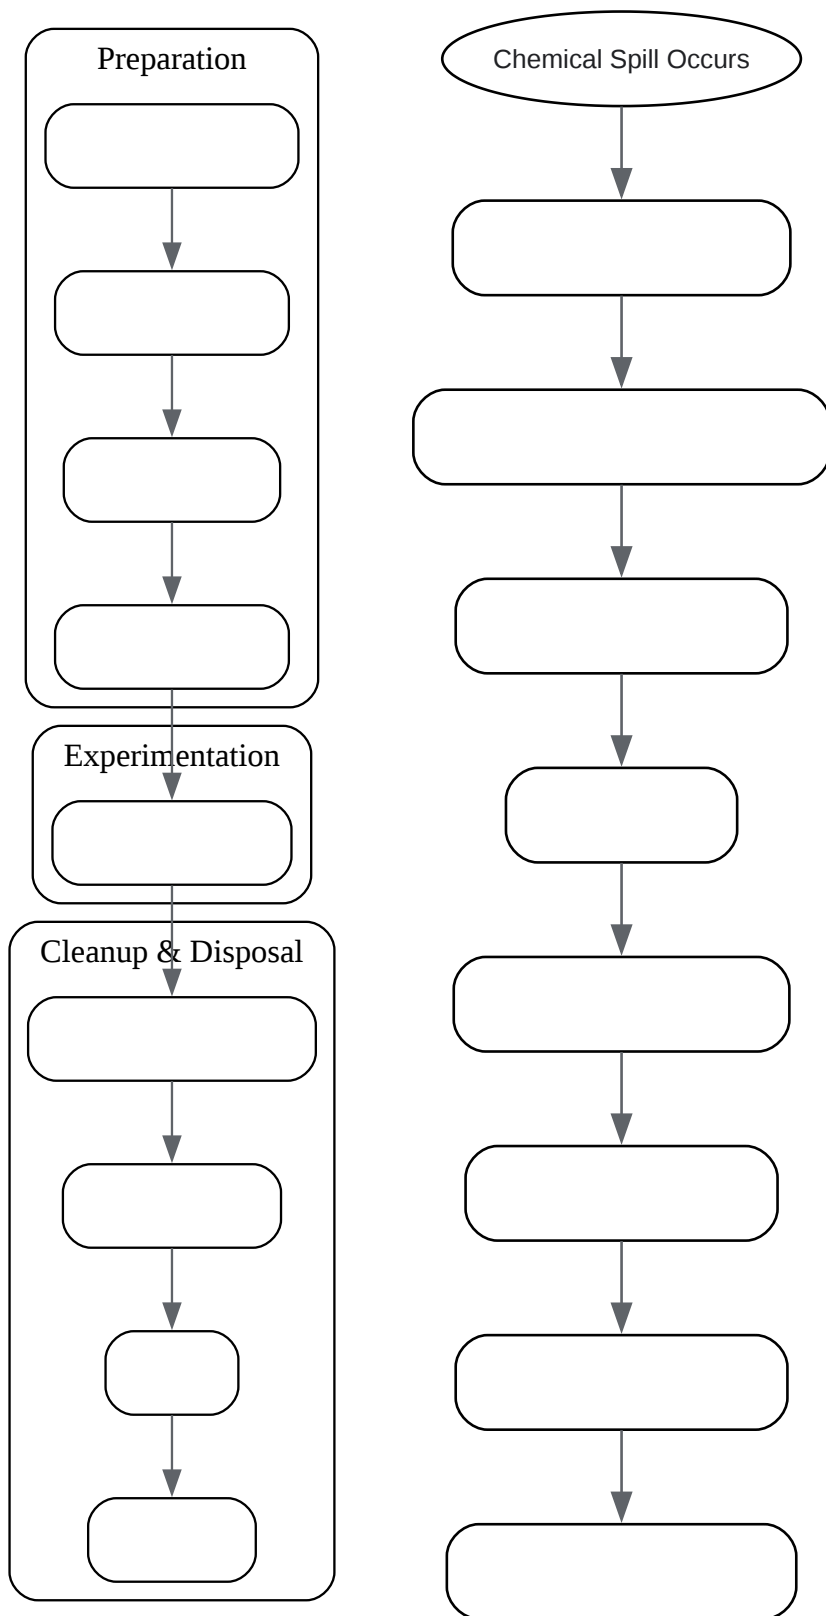 Preparation
Experimentation
Cleanup & Disposal
Chemical Spill Occurs